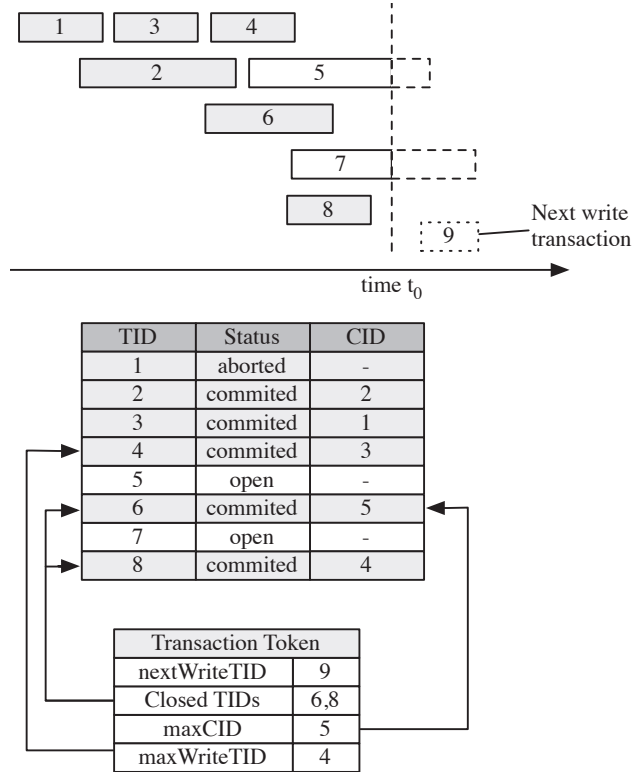 1 3 4
2 5
6
7
8
Next write
9 transaction
time t0
TID Status CID
1 aborted -
2 commited 2
3 commited 1
4 commited 3
5 open -
6 commited 5
7 open -
8 commited 4
Transaction Token
nextWriteTID 9
Closed TIDs 6,8
maxCID 5
maxWriteTID 4